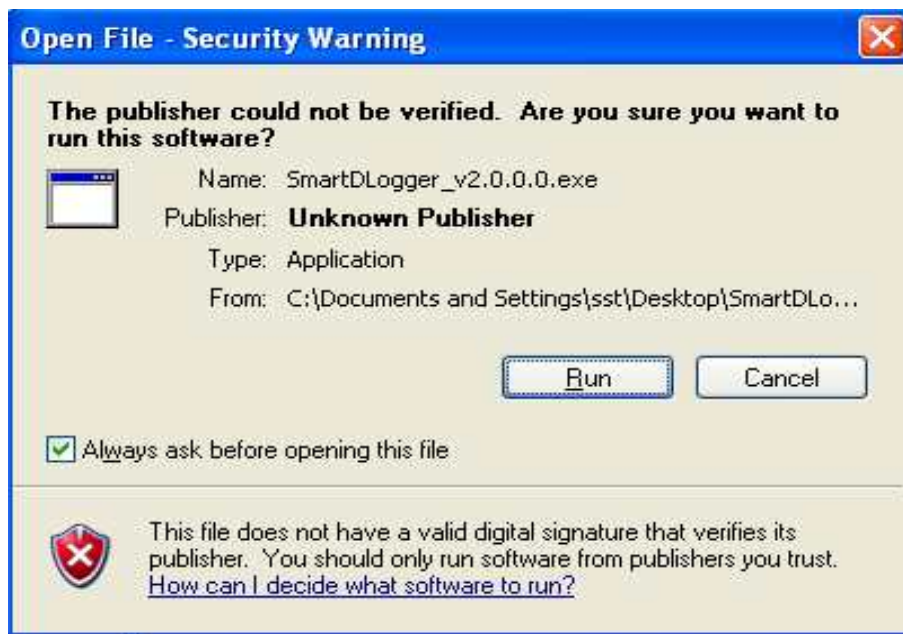 Open File - Security Warning
The publisher could not be verified. Are you sure you want to
run this software?
Name: SmartDLogger_v2.0.0.0.exe
Publisher: Unknown Publisher
Type: Application
From: C:\Documents and Settings\sst\Desktop\SmartDLo...
Run Cancel
Always ask before opening this file
This file does not have a valid digital signature that verifies its
publisher. You should only run software from publishers you trust.
How can I decide what software to run?